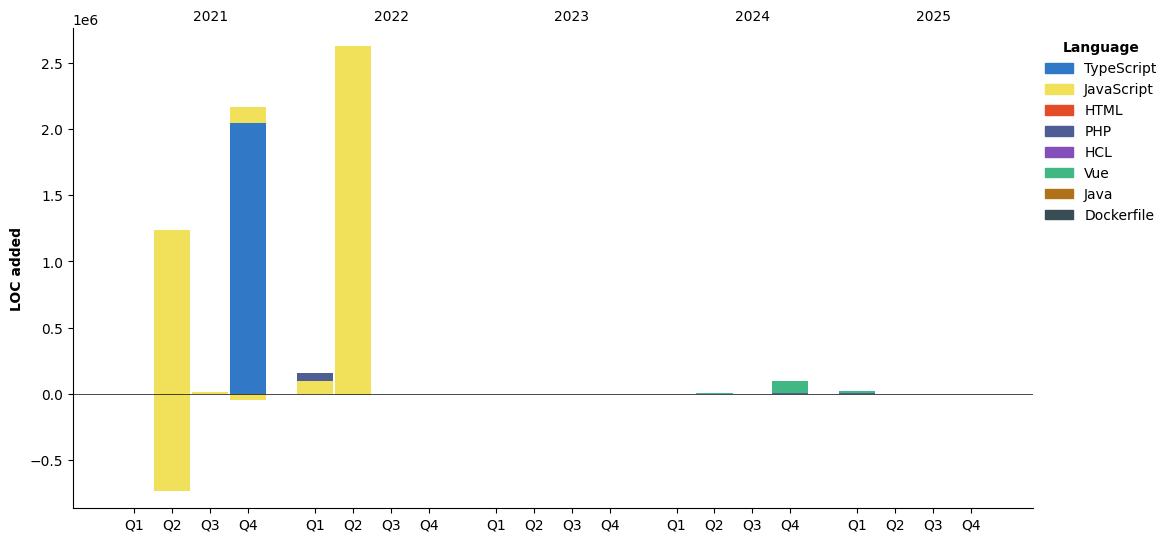 1e6
2021 2022 2023 2024 2025
Language
TypeScript
JavaScript
HTML
PHP
HCL
Vue
Java
Dockerfile
LOC added
2.5
2.0
1.5
1.0
0.5
0.0
−0.5
Q1 Q2 Q3 Q4 Q1 Q2 Q3 Q4 Q1 Q2 Q3 Q4 Q1 Q2 Q3 Q4 Q1 Q2 Q3 Q4